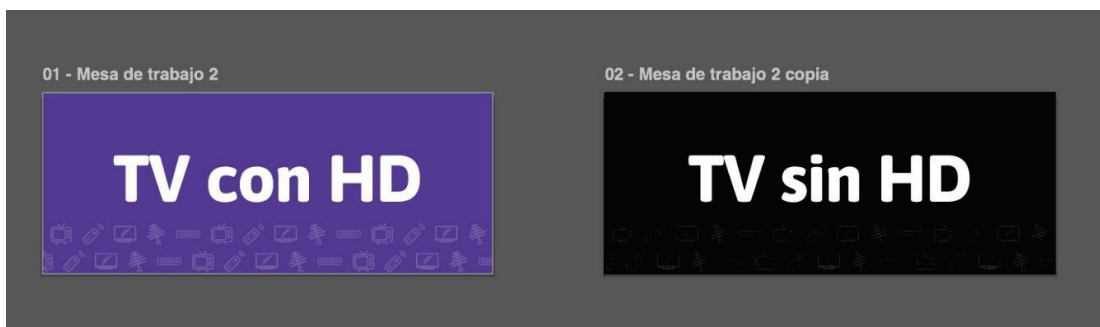 01 - Mesa de trabajo 2
02 - Mesa de trabajo 2 copia
TV con HD
TV sin HD